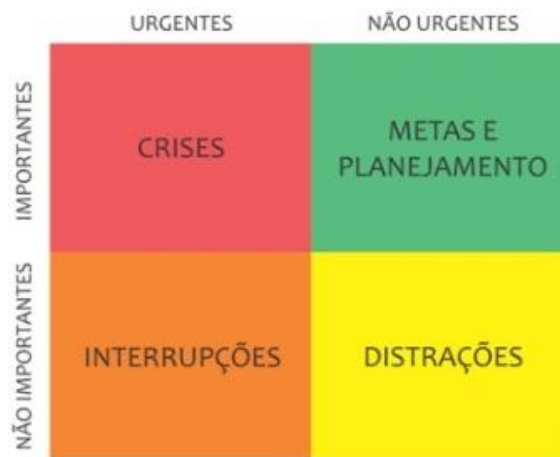 URGENTES
NÃO URGENTES
IMPORTANTES
CRISES
METAS E
PLANEJAMENTO
NÃO IMPORTANTES
INTERRUPÇÕES
DISTRAÇÕES